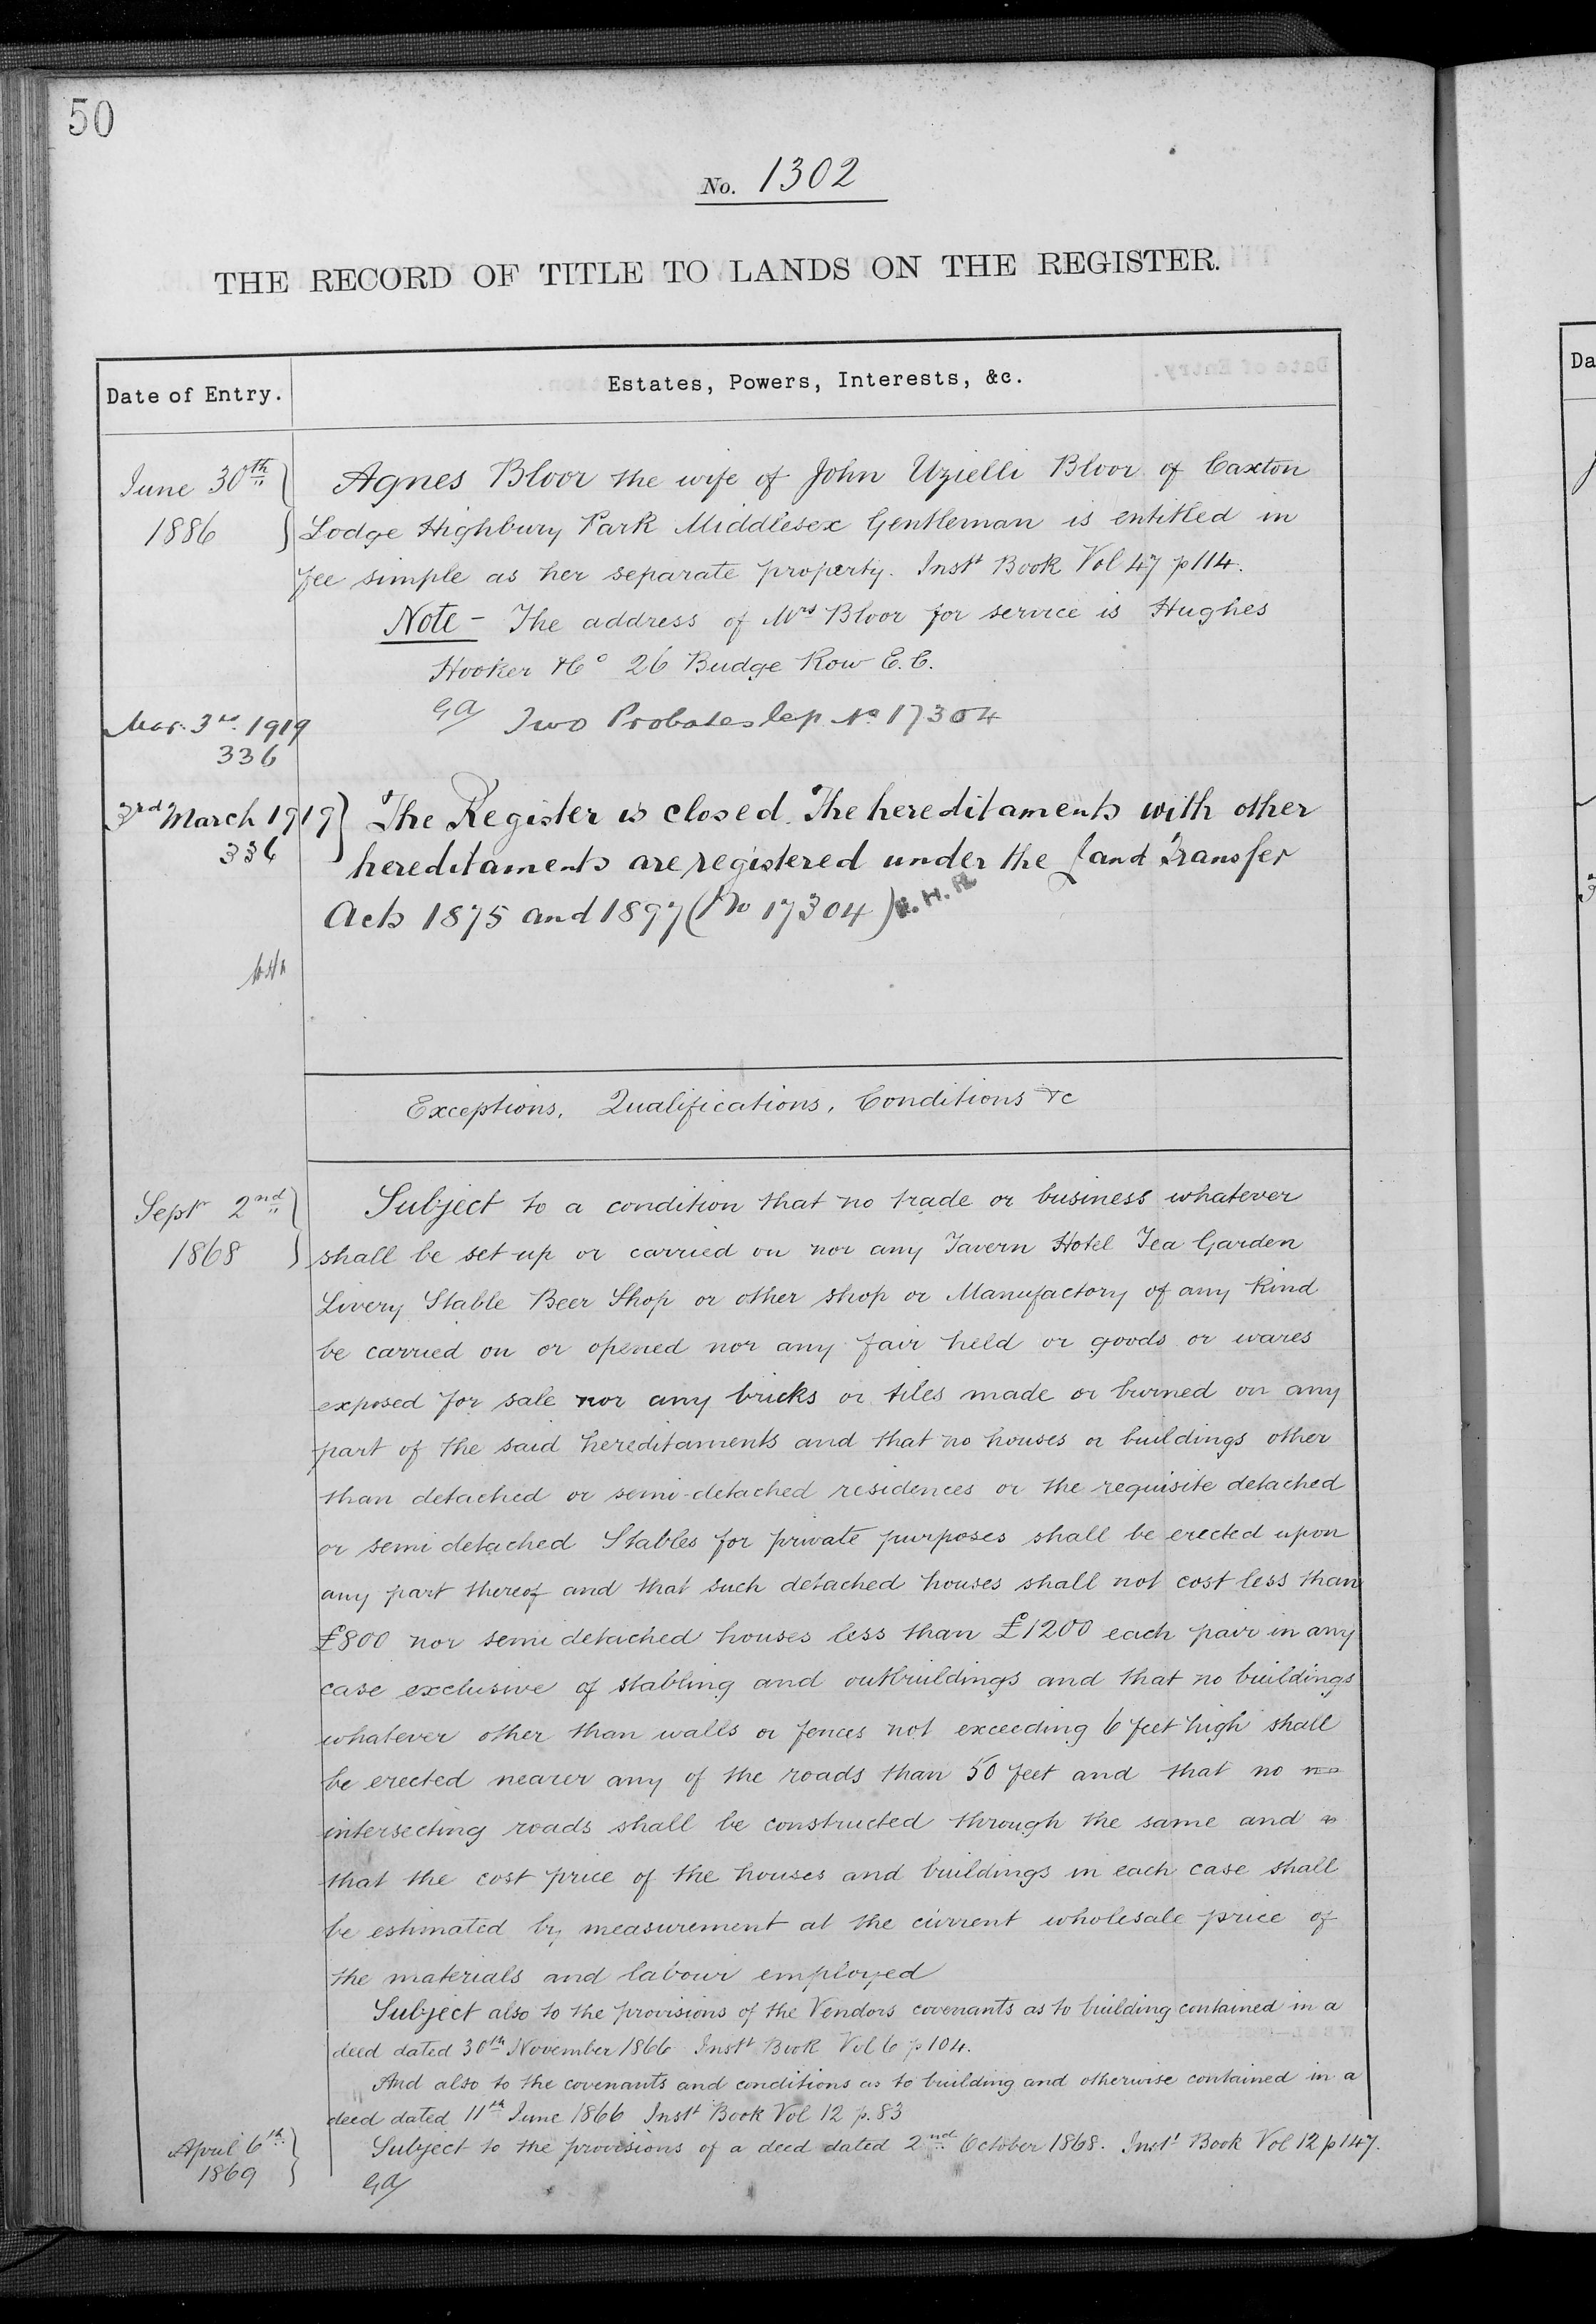 50
No. 1302
THE RECORD OF TITLE TO LANDS ON THE REGISTER.
Date of Entry.
Estates, Powers, Interests, &c.
June 30th
1886
Agnes Bloor the wife of John Uzielli Bloor of Caxton
Lodge Highbury Park Middlesex Gentleman is entitled in
fee simple as her separate property. Instt Book Vol 47 p 114.
Note - The address of Mrs Bloor for service is Hughes
Hooker & Co 26 Budge Row E.C.
GA
Mar. 3rd 1919
336
Two Probates Dep No 17304
3rd March 1919
336
The Register is closed. The hereditaments with other
hereditaments are registered under the Land Transfer
Acts 1875 and 1897 (No 17304)
Exceptions, Qualifications, Conditions &c
Septr 2nd
1868
Subject to a condition that no trade or business whatever
shall be set up or carried on nor any Tavern Hotel Tea Garden
Livery Stable Beer Shop or other shop or Manufactory of any kind
be carried on or opened nor any fair held or goods or wares
exposed for sale nor any bricks or tiles made or burned on any
part of the said hereditaments and that no houses or buildings other
than detached or semi-detached residences or the requisite detached
or semi detached Stables for private purposes shall be erected upon
any part thereof and that such detached houses shall not cost less than
£800 nor semi detached houses less than £1200 each pair in any
case exclusive of stabling and outbuildings and that no buildings
whatever other than walls or fences not exceeding 6 feet high shall
be erected nearer any of the roads than 50 feet and that no no
intersecting roads shall be constructed through the same and
that the cost price of the houses and buildings in each case shall
be estimated by measurement at the current wholesale price of
the materials and labour employed
Subject also to the provisions of the Vendors covenants as to building contained in a
deed dated 30th November 1866 Instt Book Vol 6 p 104.
And also to the covenants and conditions as to building and otherwise contained in a
deed dated 11th June 1866 Instt Book Vol 12 p. 83
April 6th
1869
Subject to the provisions of a deed dated 2nd October 1868. Instt Book Vol 12 p 147.
GA